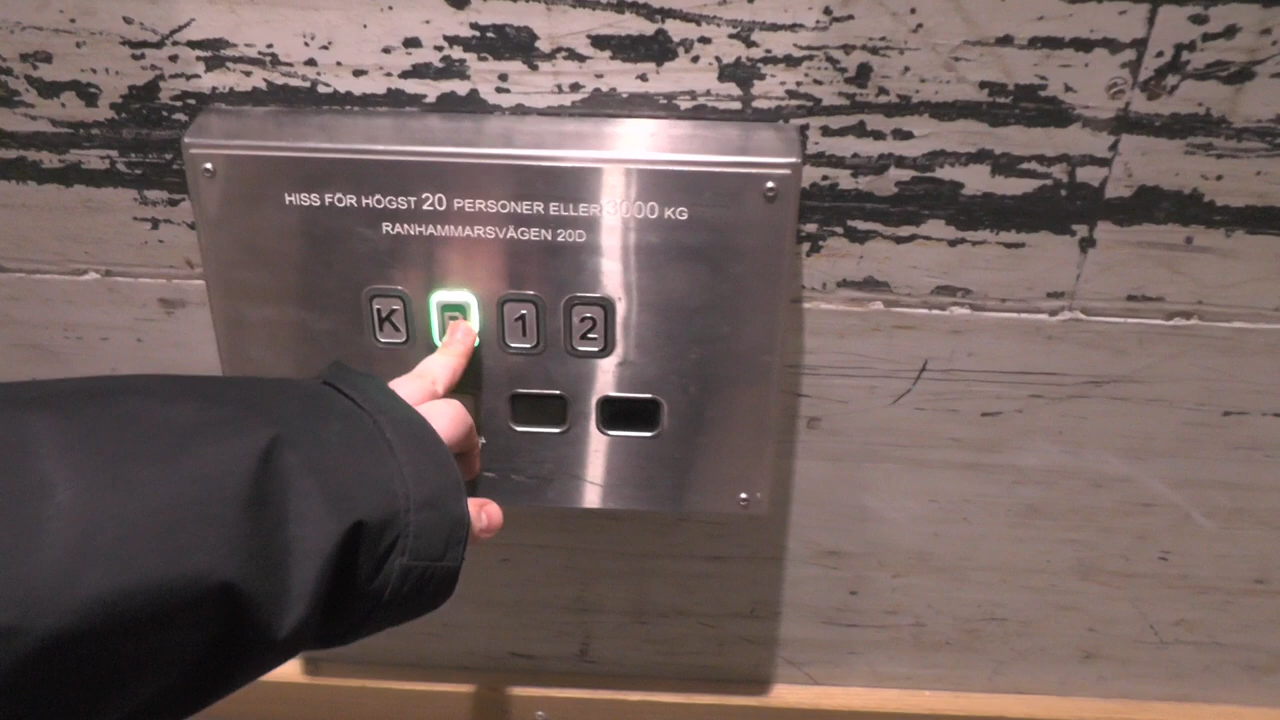 HISS FÖR HÖGST 20 PERSONER ELLER 3000 KG
RANHAMMARSVÄGEN 20D
K B 1 2